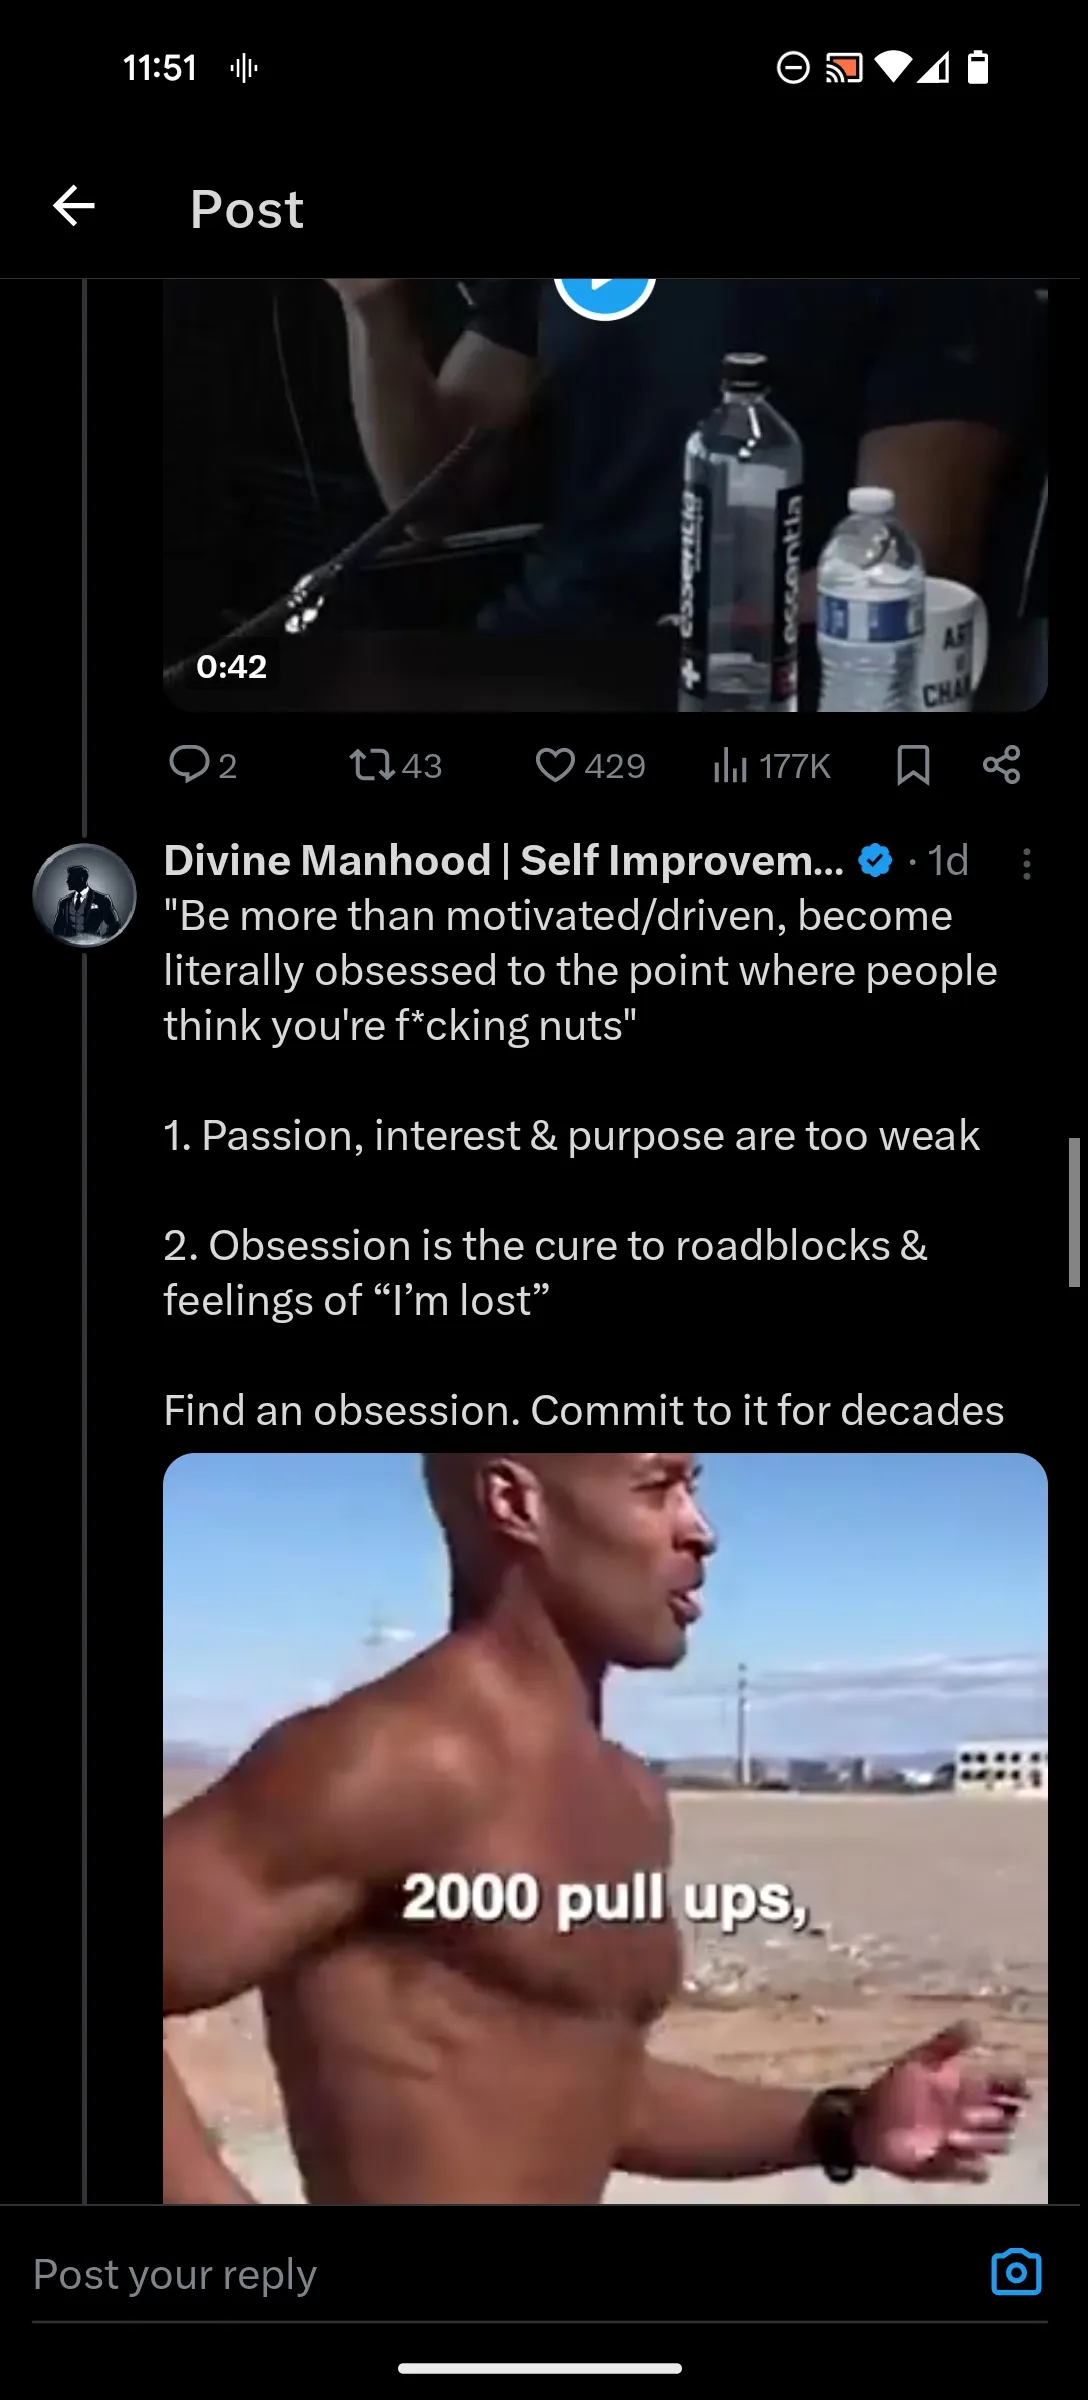 11:51
Post
essentia
essentia
ART
CHAR
0:42
2 43 429 177K
Divine Manhood | Self Improvem... · 1d
"Be more than motivated/driven, become
literally obsessed to the point where people
think you're f*cking nuts"
1. Passion, interest & purpose are too weak
2. Obsession is the cure to roadblocks &
feelings of “I’m lost”
Find an obsession. Commit to it for decades
2000 pull ups,
Post your reply